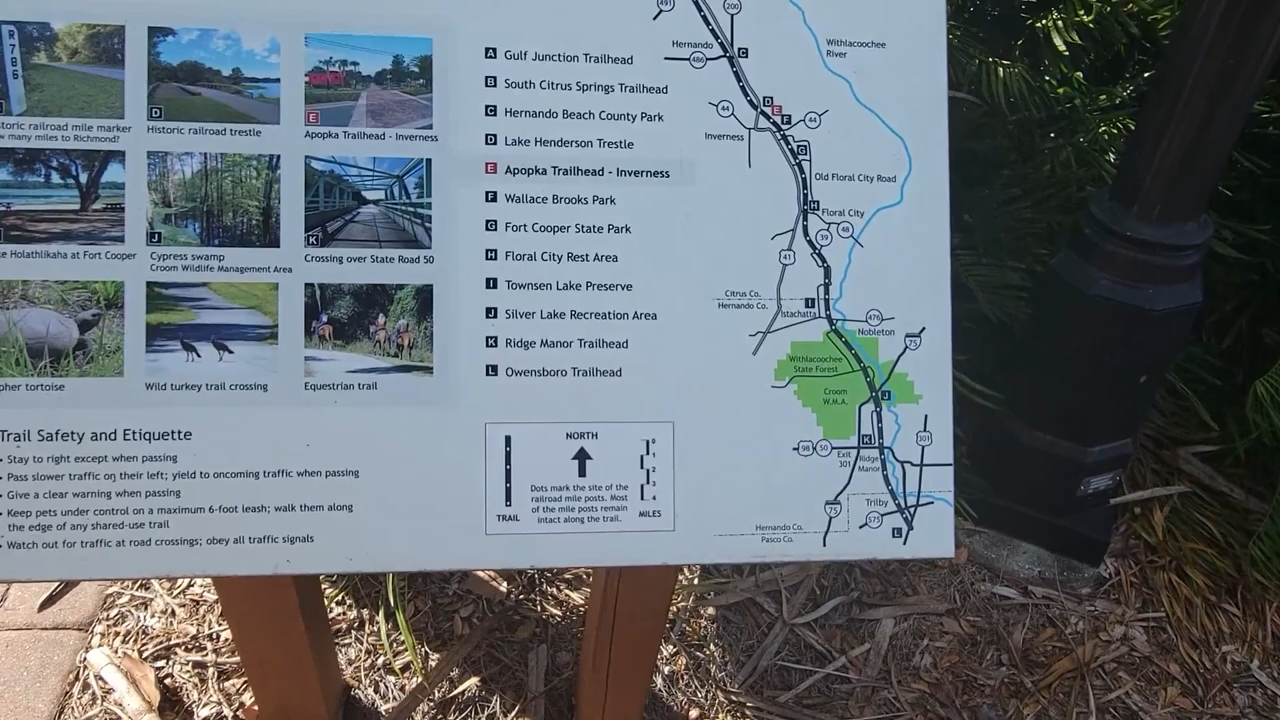 R
7
8
6
D
E
Historic railroad trestle
Apopka Trailhead - Inverness
storic railroad mile marker
w many miles to Richmond?
J
K
e Holathlikaha at Fort Cooper
Cypress swamp
Croom Wildlife Management Area
Crossing over State Road 50
pher tortoise
Wild turkey trail crossing
Equestrian trail
Trail Safety and Etiquette
• Stay to right except when passing
• Pass slower traffic on their left; yield to oncoming traffic when passing
• Give a clear warning when passing
• Keep pets under control on a maximum 6-foot leash; walk them along
the edge of any shared-use trail
• Watch out for traffic at road crossings; obey all traffic signals
A Gulf Junction Trailhead
B South Citrus Springs Trailhead
C Hernando Beach County Park
D Lake Henderson Trestle
E Apopka Trailhead - Inverness
F Wallace Brooks Park
G Fort Cooper State Park
H Floral City Rest Area
I Townsen Lake Preserve
J Silver Lake Recreation Area
K Ridge Manor Trailhead
L Owensboro Trailhead
NORTH
Dots mark the site of the
railroad mile posts. Most
of the mile posts remain
intact along the trail.
TRAIL
0
1
2
3
4
MILES
491
200
Hernando
486
C
Withlacoochee
River
D
E
F
44
44
Inverness
G
Old Floral City Road
H
Floral City
39
48
41
Citrus Co.
Hernando Co.
I
Istachatta
476
Nobleton
75
Withlacoochee
State Forest
Croom
W.M.A.
J
98
50
K
301
Exit
301
Ridge
Manor
75
Trilby
575
L
Hernando Co.
Pasco Co.